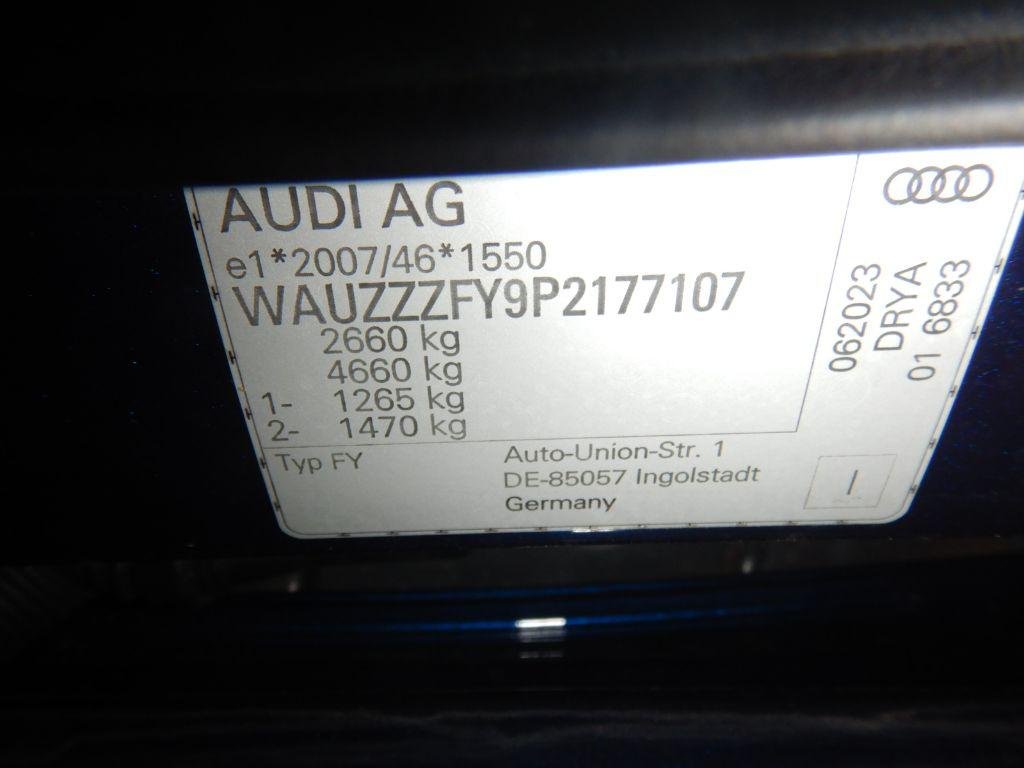 AUDI AG
e1*2007/46*1550
WAUZZZFY9P2177107
2660 kg
4660 kg
1- 1265 kg
2- 1470 kg
Typ FY
Auto-Union-Str. 1
DE-85057 Ingolstadt
Germany
062023
DRYA
01 6833
I